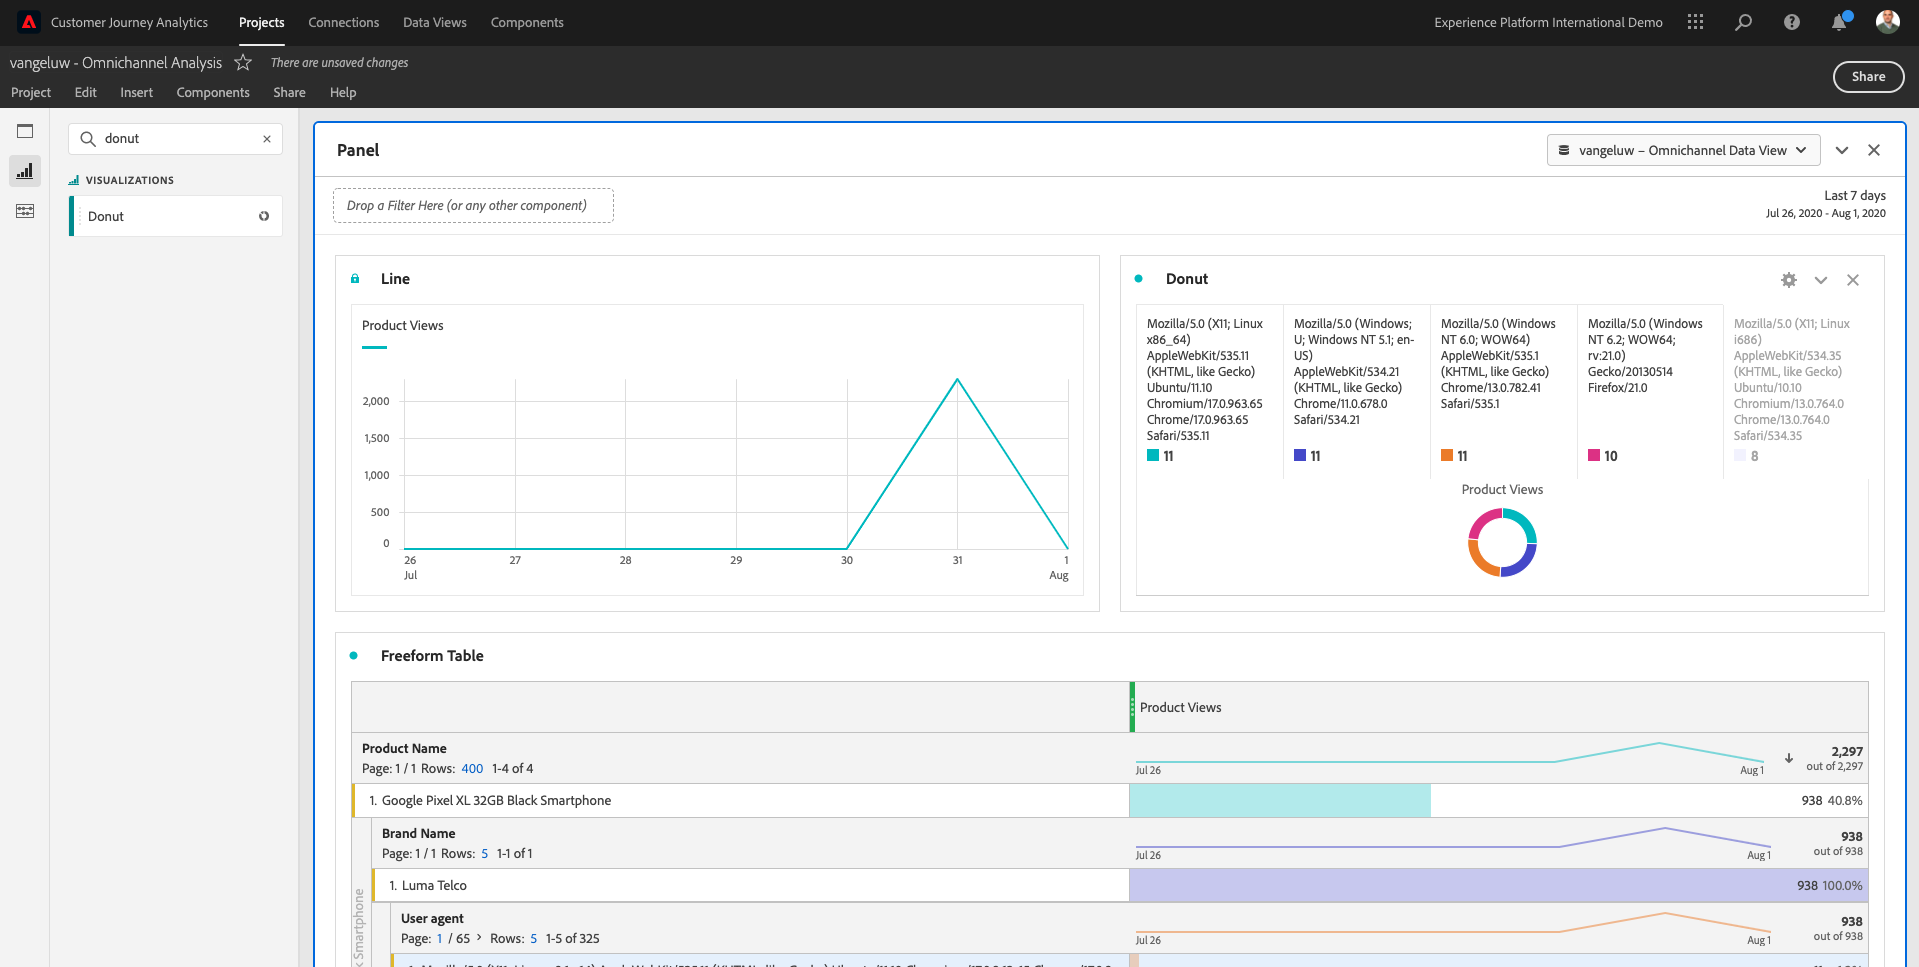 Customer Journey Analytics
Projects
Connections
Data Views
Components
Experience Platform International Demo
vangeluw - Omnichannel Analysis
There are unsaved changes
Project
Edit
Insert
Components
Share
Help
Share
donut
VISUALIZATIONS
Donut
Panel
vangeluw – Omnichannel Data View
Drop a Filter Here (or any other component)
Last 7 days
Jul 26, 2020 - Aug 1, 2020
Line
Product Views
2,000
1,500
1,000
500
0
26
27
28
29
30
31
1
Jul
Aug
Donut
Mozilla/5.0 (X11; Linux
x86_64)
AppleWebKit/535.11
(KHTML, like Gecko)
Ubuntu/11.10
Chromium/17.0.963.65
Chrome/17.0.963.65
Safari/535.11
11
Mozilla/5.0 (Windows;
U; Windows NT 5.1; en-
US)
AppleWebKit/534.21
(KHTML, like Gecko)
Chrome/11.0.678.0
Safari/534.21
11
Mozilla/5.0 (Windows
NT 6.0; WOW64)
AppleWebKit/535.1
(KHTML, like Gecko)
Chrome/13.0.782.41
Safari/535.1
11
Mozilla/5.0 (Windows
NT 6.2; WOW64;
rv:21.0)
Gecko/20130514
Firefox/21.0
10
Mozilla/5.0 (X11; Linux
i686)
AppleWebKit/534.35
(KHTML, like Gecko)
Ubuntu/10.10
Chromium/13.0.764.0
Chrome/13.0.764.0
Safari/534.35
8
Product Views
Freeform Table
Product Views
Product Name
Page: 1 / 1 Rows: 400 1-4 of 4
Jul 26
Aug 1
2,297
out of 2,297
1. Google Pixel XL 32GB Black Smartphone
938 40.8%
Brand Name
Page: 1 / 1 Rows: 5 1-1 of 1
Jul 26
Aug 1
938
out of 938
1. Luma Telco
938 100.0%
User agent
Page: 1 / 65 > Rows: 5 1-5 of 325
Jul 26
Aug 1
938
out of 938
Smartphone